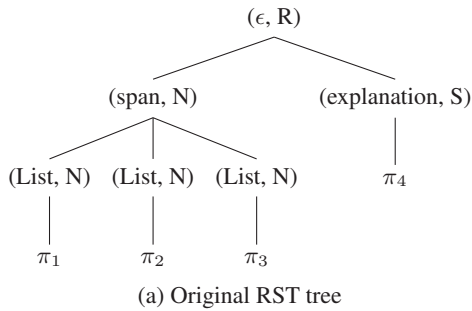 (ϵ, R)
(span, N) (explanation, S)
(List, N) (List, N) (List, N) π₄
π₁ π₂ π₃
(a) Original RST tree